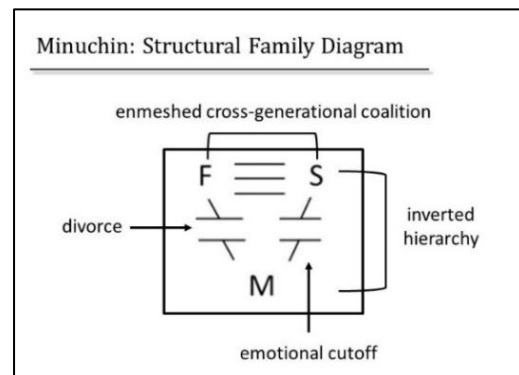 Minuchin: Structural Family Diagram
enmeshed cross-generational coalition
F S
divorce
inverted
hierarchy
M
emotional cutoff